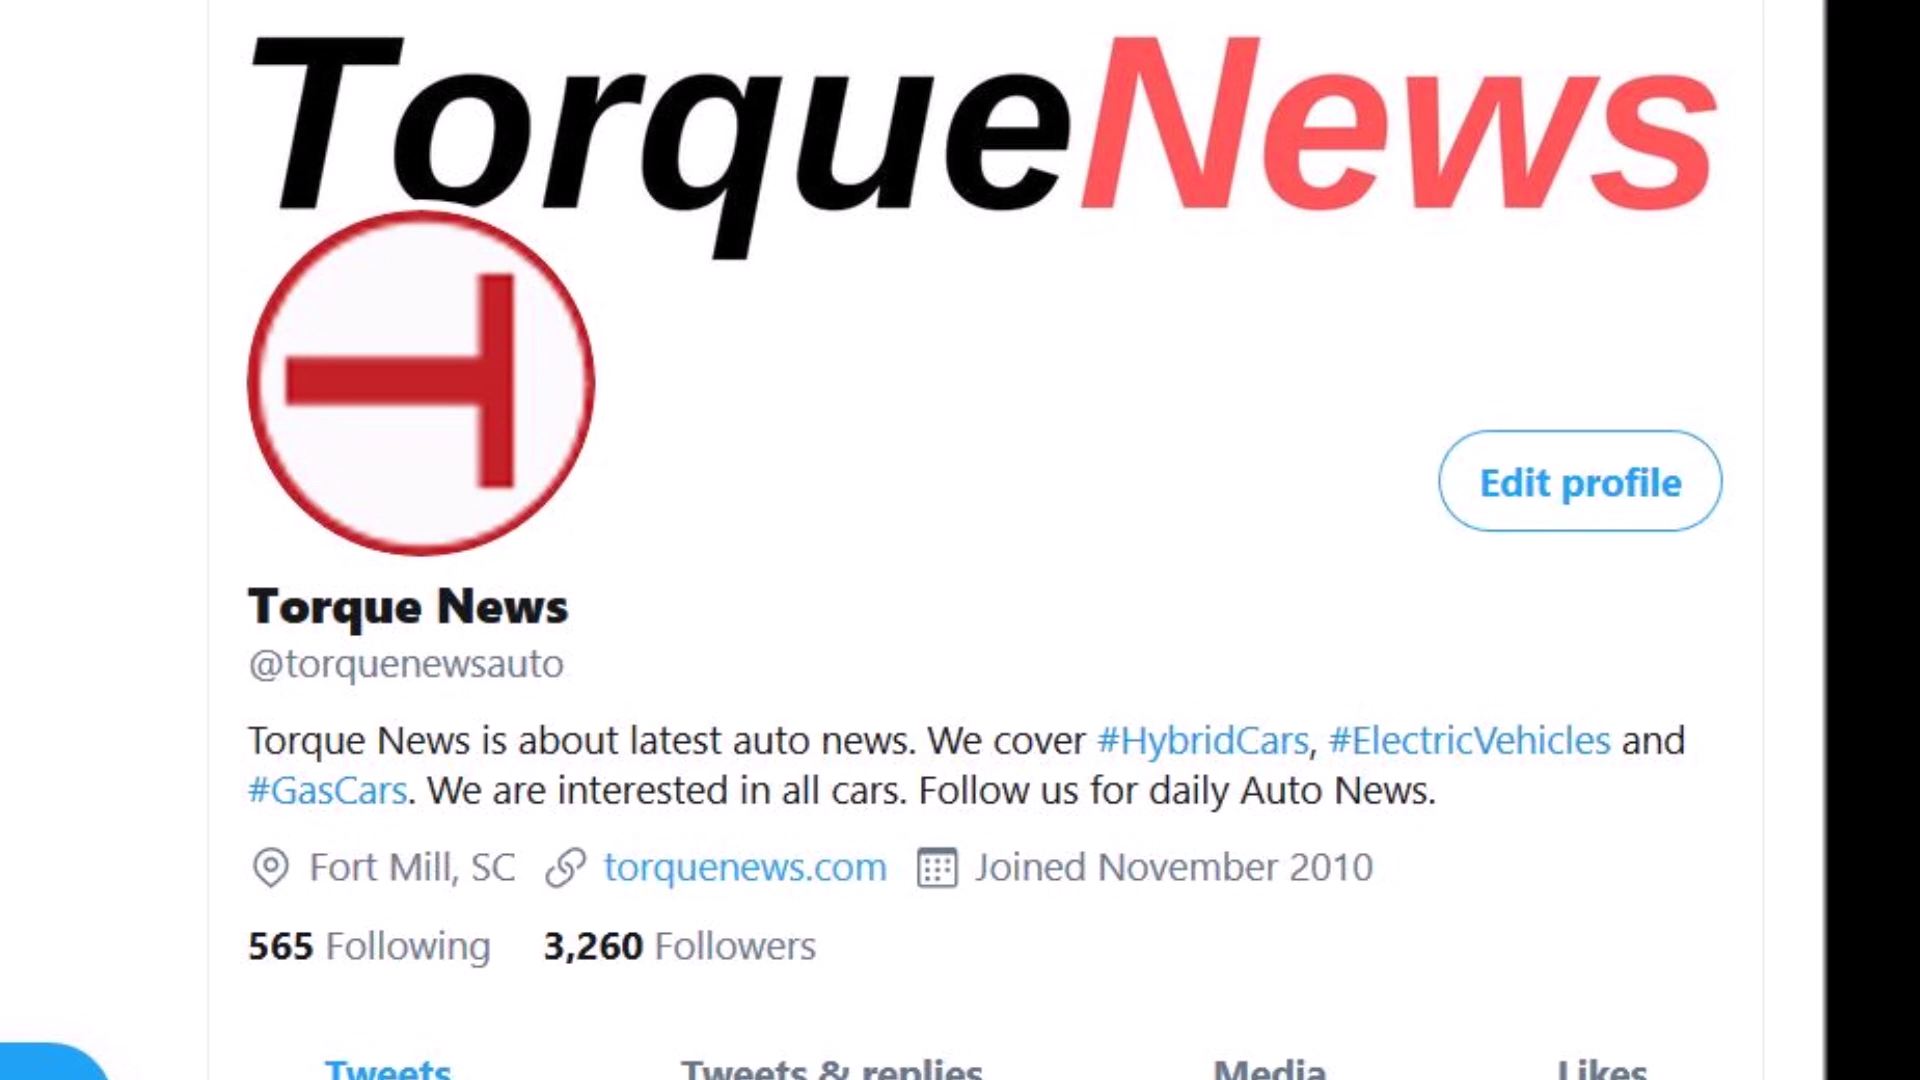 TorqueNews
T
Edit profile
Torque News
@torquenewsauto
Torque News is about latest auto news. We cover #HybridCars, #ElectricVehicles and
#GasCars. We are interested in all cars. Follow us for daily Auto News.
Fort Mill, SC torquenews.com Joined November 2010
565 Following 3,260 Followers
Tweets Tweets & replies Media Likes